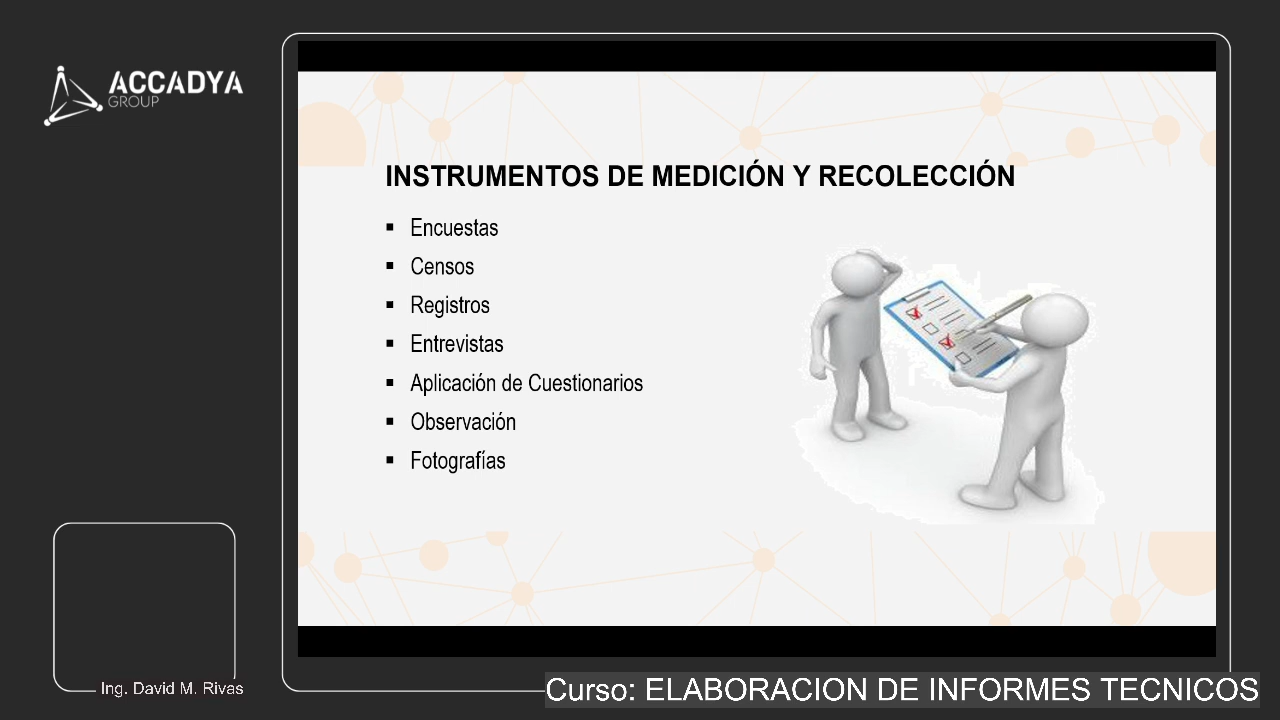 ACCADYA
GROUP
INSTRUMENTOS DE MEDICIÓN Y RECOLECCIÓN
▪ Encuestas
▪ Censos
▪ Registros
▪ Entrevistas
▪ Aplicación de Cuestionarios
▪ Observación
▪ Fotografías
Ing. David M. Rivas
Curso: ELABORACION DE INFORMES TECNICOS